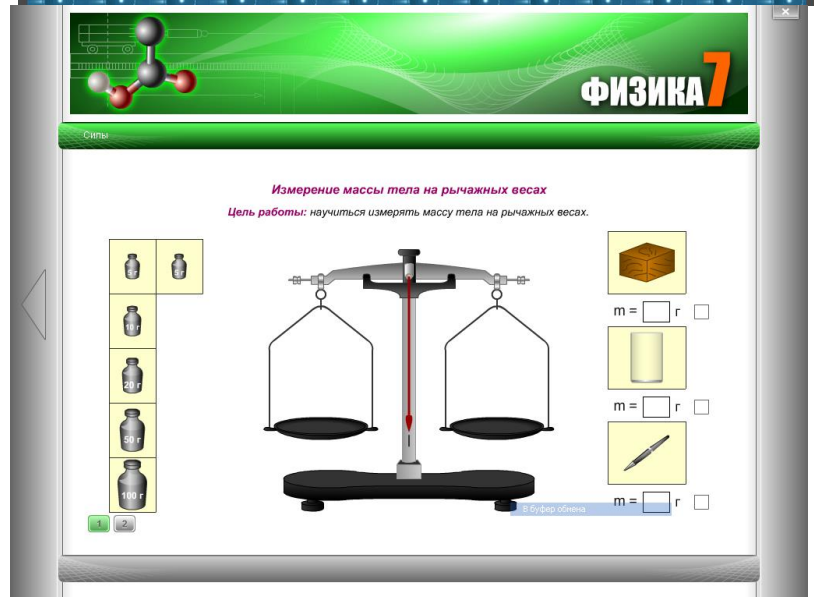 ФИЗИКА7
Силы
Измерение массы тела на рычажных весах
Цель работы: научиться измерять массу тела на рычажных весах.
5 г 5 г
10 г
20 г
50 г
100 г
m = г
m = г
m = г
В буфер обмена
1 2